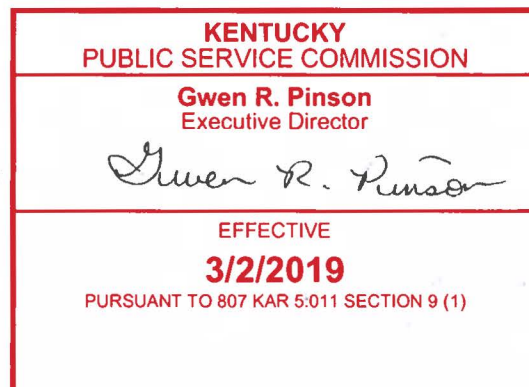 KENTUCKY
PUBLIC SERVICE COMMISSION
Gwen R. Pinson
Executive Director
Gwen R. Pinson
EFFECTIVE
3/2/2019
PURSUANT TO 807 KAR 5:011 SECTION 9 (1)